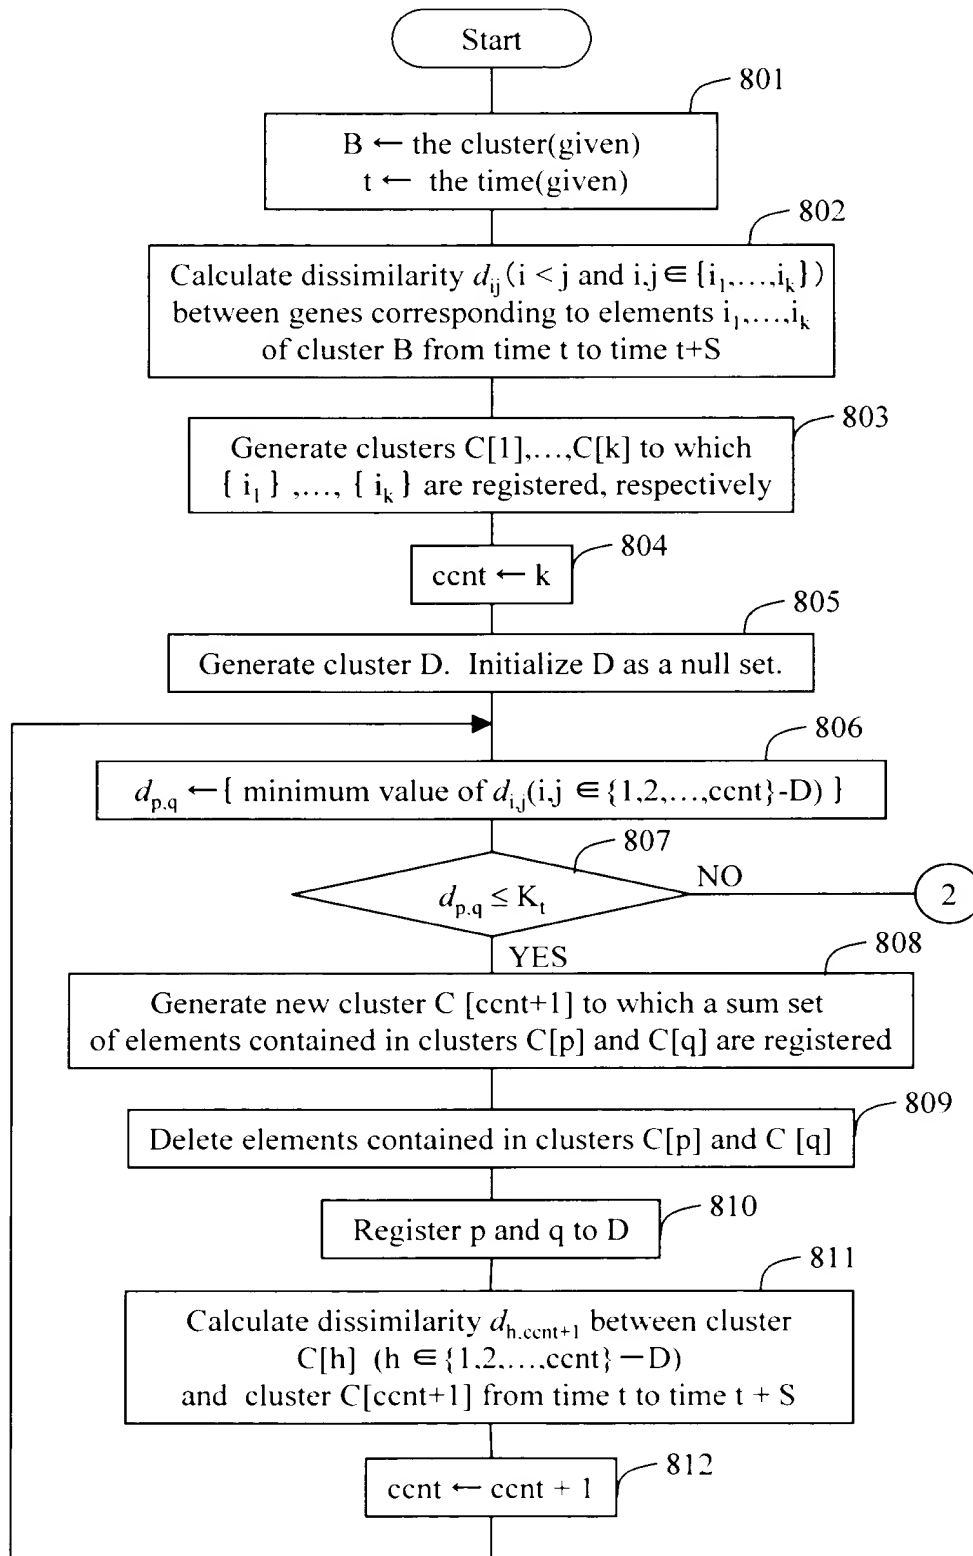 Start
801
B ← the cluster(given)
t ← the time(given)
802
Calculate dissimilarity d_ij (i < j and i,j ∈ {i_1,…,i_k})
between genes corresponding to elements i_1,…,i_k
of cluster B from time t to time t+S
803
Generate clusters C[1],…,C[k] to which
{ i_1 } ,…, { i_k } are registered, respectively
804
ccnt ← k
805
Generate cluster D. Initialize D as a null set.
806
d_p,q ← { minimum value of d_i,j(i,j ∈ {1,2,…,ccnt}-D) }
807
d_p,q ≤ K_t
NO
2
YES
808
Generate new cluster C [ccnt+1] to which a sum set
of elements contained in clusters C[p] and C[q] are registered
809
Delete elements contained in clusters C[p] and C [q]
810
Register p and q to D
811
Calculate dissimilarity d_h,ccnt+1 between cluster
C[h] (h ∈ {1,2,…,ccnt} — D)
and cluster C[ccnt+1] from time t to time t + S
812
ccnt ← ccnt + 1